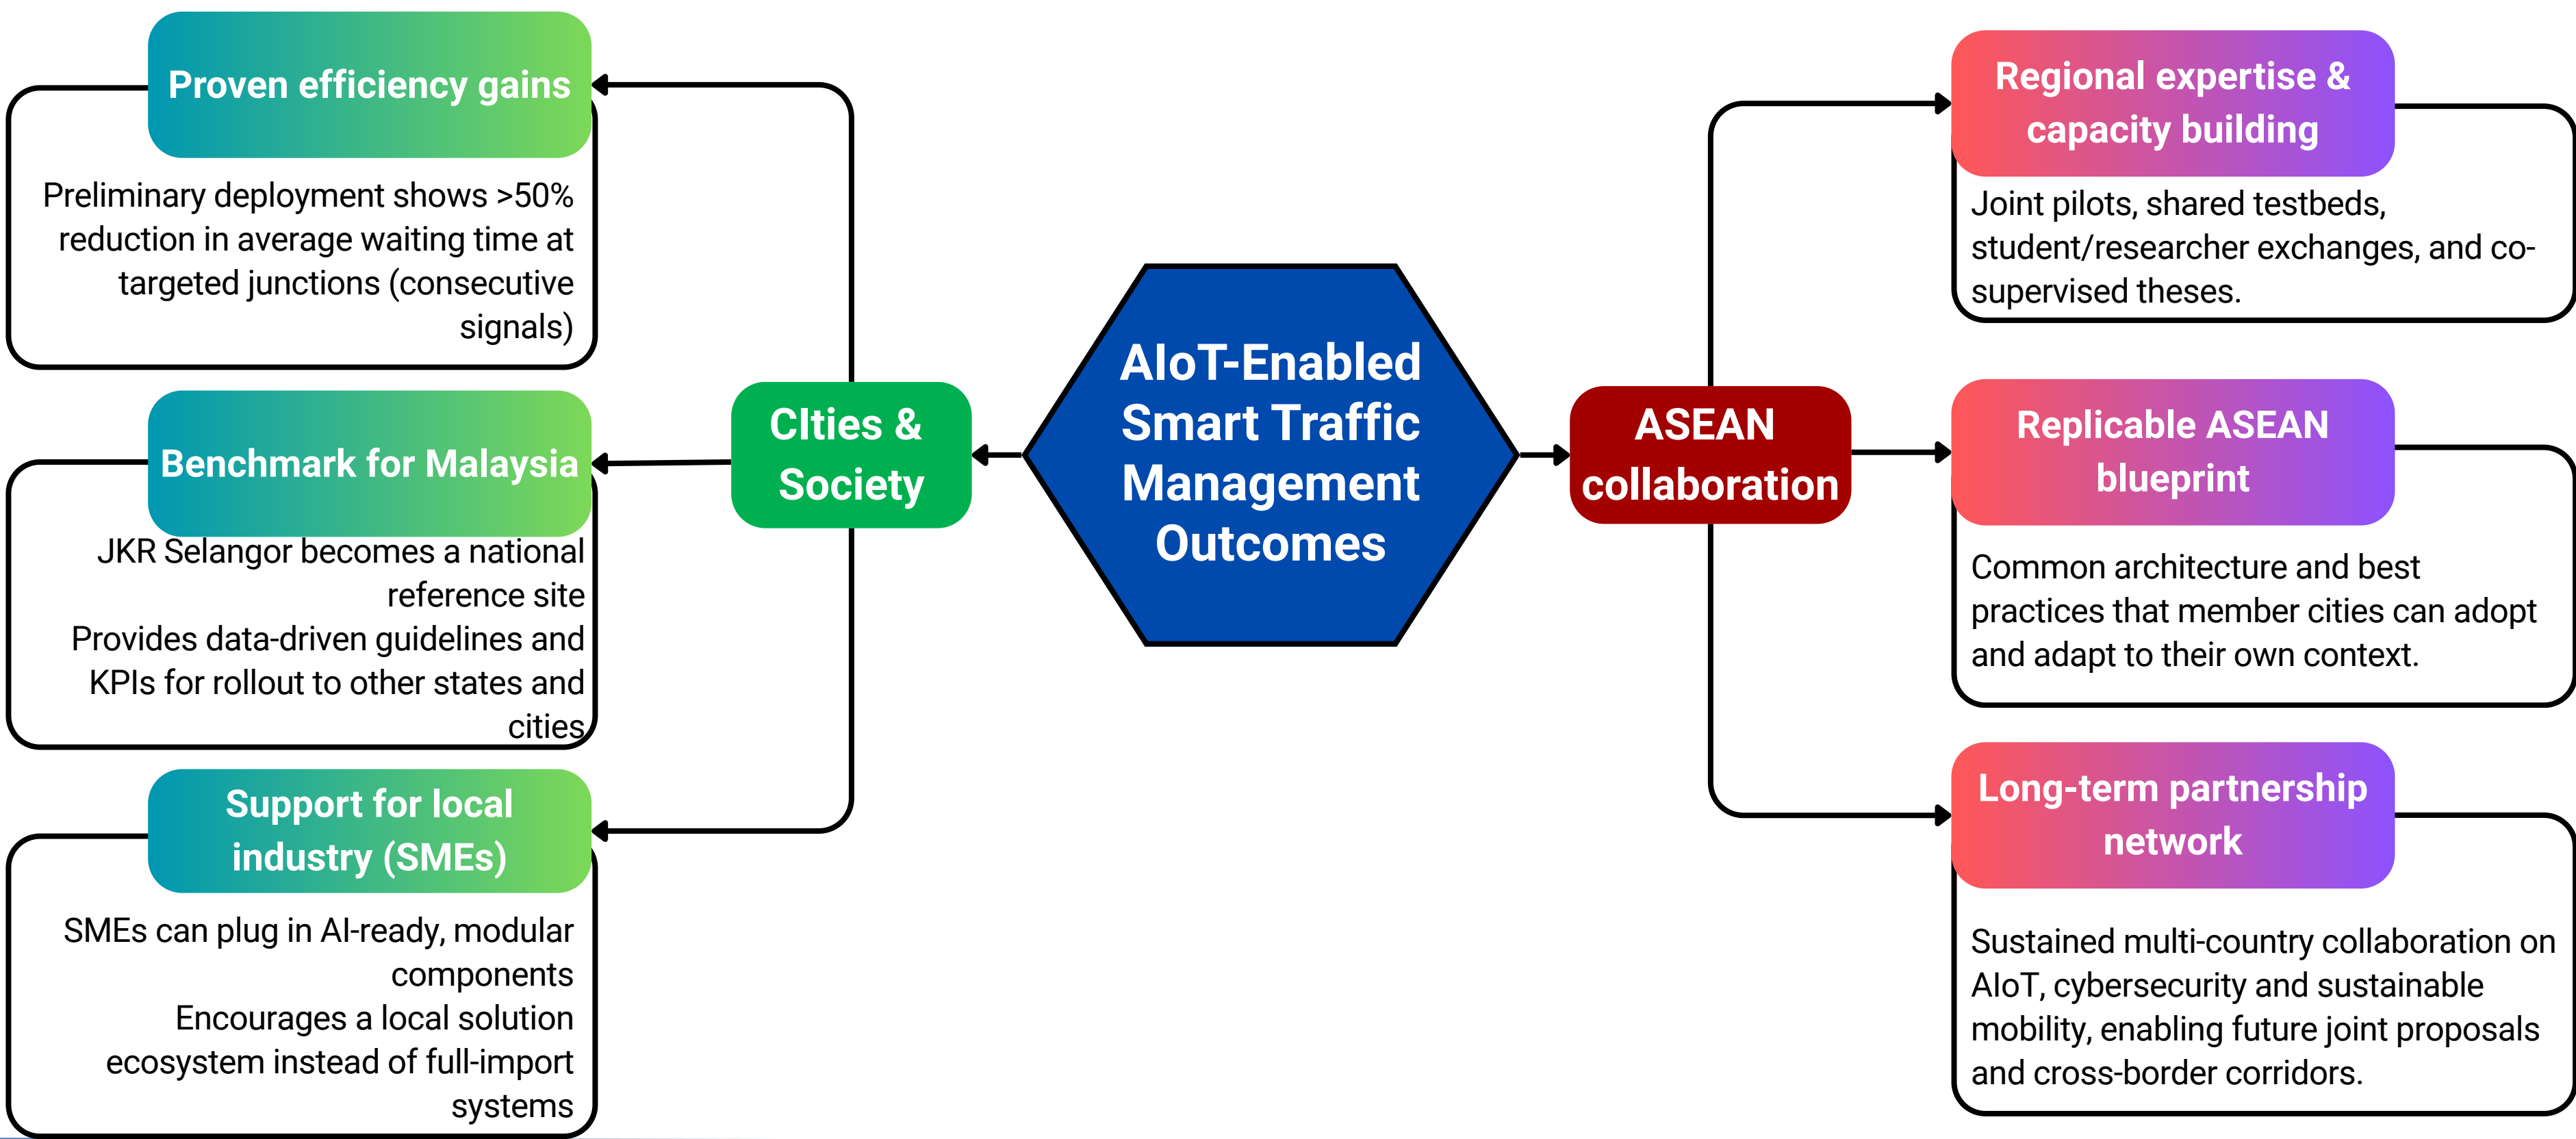 Proven efficiency gains
Preliminary deployment shows >50%
reduction in average waiting time at
targeted junctions (consecutive
signals)
Benchmark for Malaysia
JKR Selangor becomes a national
reference site
Provides data-driven guidelines and
KPIs for rollout to other states and
cities
Support for local
industry (SMEs)
SMEs can plug in AI-ready, modular
components
Encourages a local solution
ecosystem instead of full-import
systems
CIties &
Society
AIoT-Enabled
Smart Traffic
Management
Outcomes
ASEAN
collaboration
Regional expertise &
capacity building
Joint pilots, shared testbeds,
student/researcher exchanges, and co-
supervised theses.
Replicable ASEAN
blueprint
Common architecture and best
practices that member cities can adopt
and adapt to their own context.
Long-term partnership
network
Sustained multi-country collaboration on
AIoT, cybersecurity and sustainable
mobility, enabling future joint proposals
and cross-border corridors.